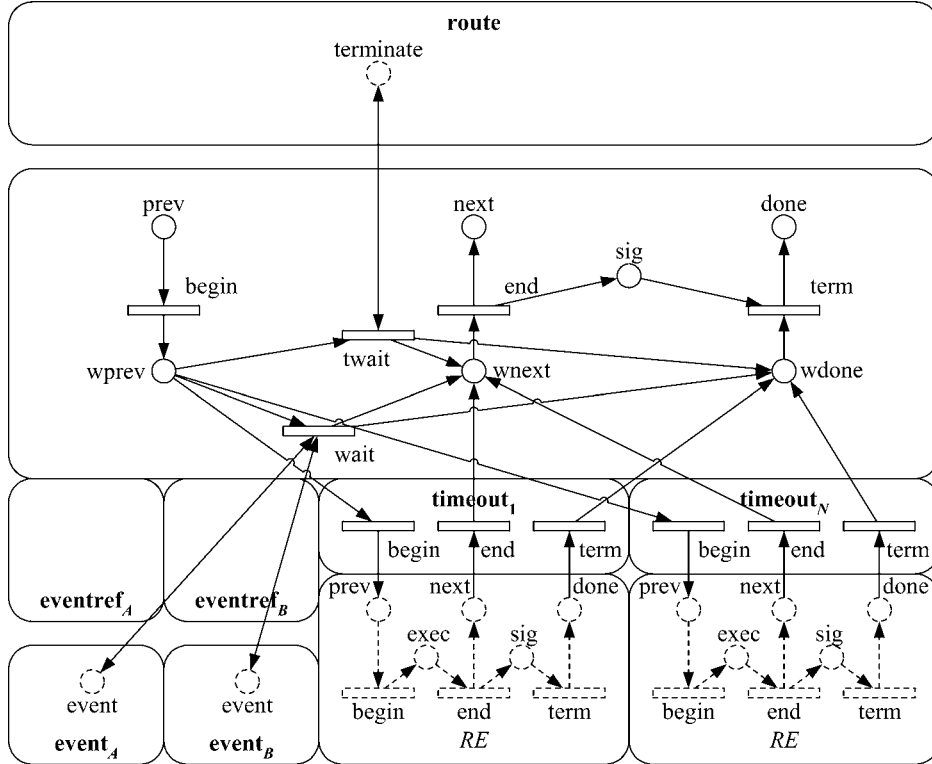 route
terminate
prev
next
done
sig
begin
end
term
twait
wprev
wnext
wdone
wait
timeout1
timeoutN
begin
end
term
begin
end
term
eventrefA
eventrefB
prev
next
done
prev
next
done
exec
sig
exec
sig
event
event
begin
end
term
begin
end
term
eventA
eventB
RE
RE